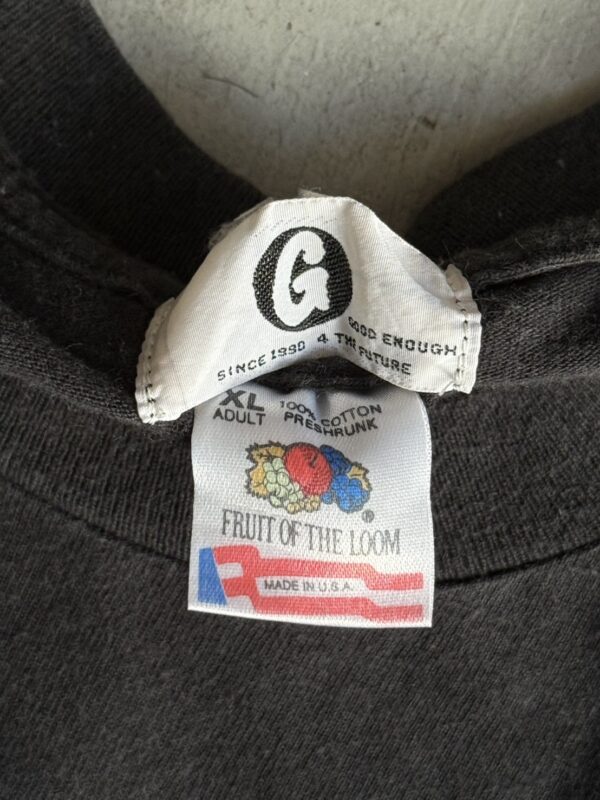 G
GOOD ENOUGH
SINCE 1990 4 THE FUTURE
XL 100% COTTON
ADULT PRESHRUNK
®
FRUIT OF THE LOOM
MADE IN U.S.A.